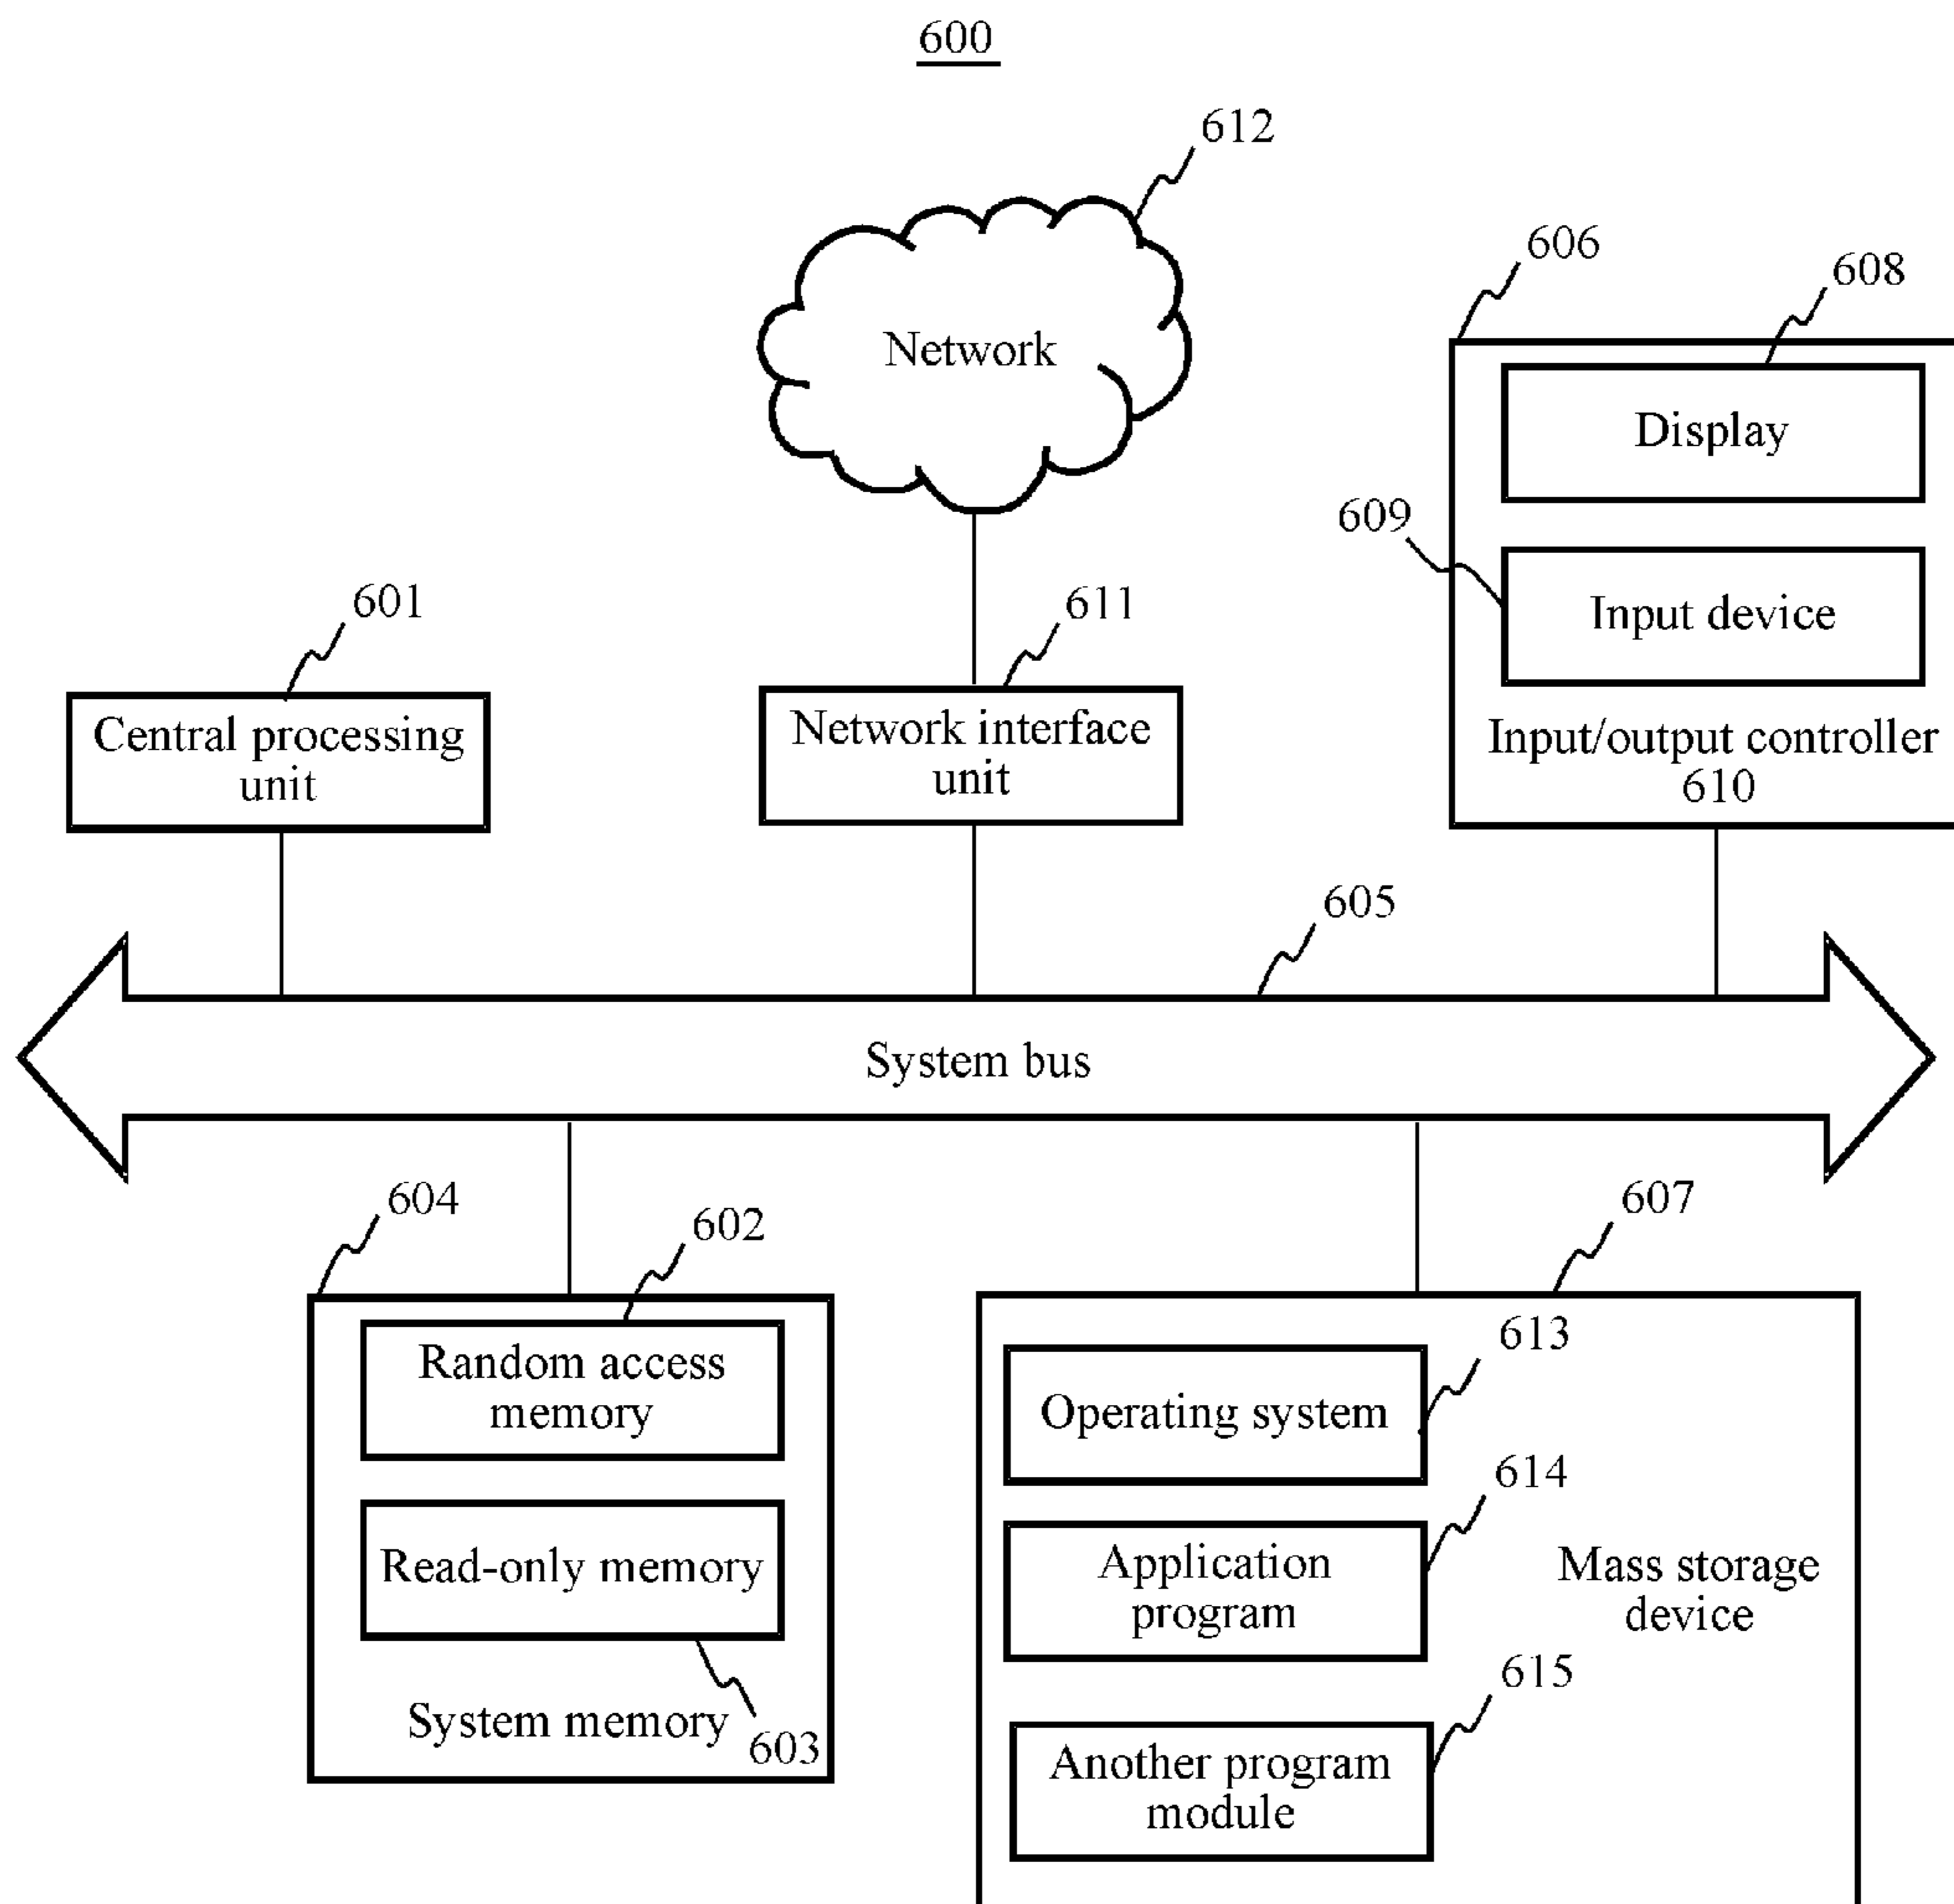 600
612
Network
606
608
Display
609
Input device
Input/output controller
610
601
Central processing
unit
611
Network interface
unit
605
System bus
604
602
Random access
memory
Read-only memory
System memory
603
607
613
Operating system
614
Application
program
Mass storage
device
615
Another program
module